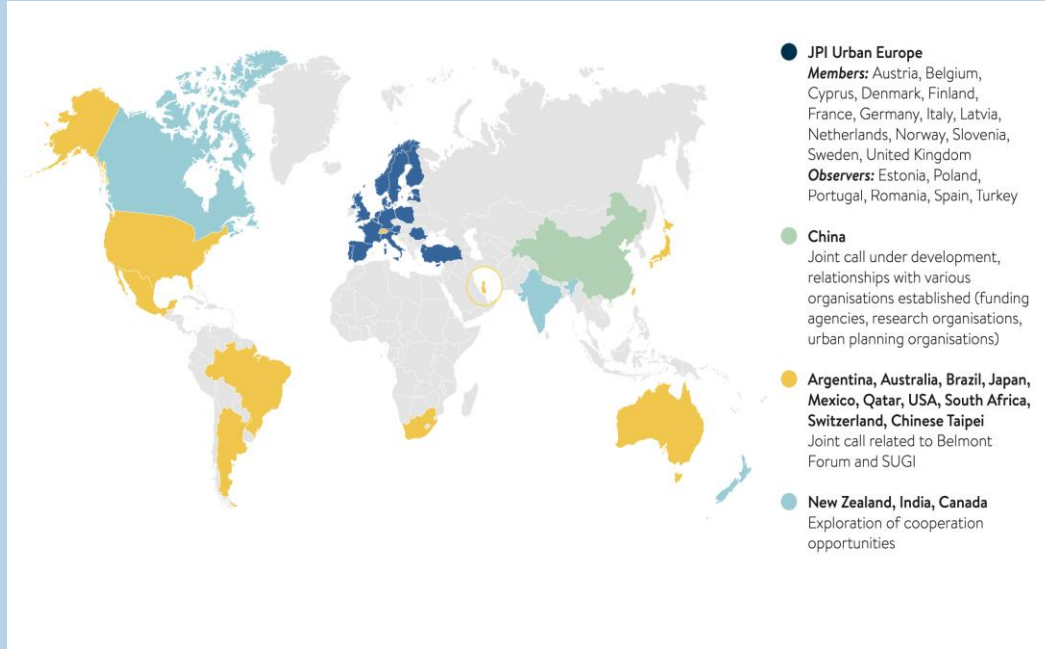 JPI Urban Europe
Members: Austria, Belgium,
Cyprus, Denmark, Finland,
France, Germany, Italy, Latvia,
Netherlands, Norway, Slovenia,
Sweden, United Kingdom
Observers: Estonia, Poland,
Portugal, Romania, Spain, Turkey
China
Joint call under development,
relationships with various
organisations established (funding
agencies, research organisations,
urban planning organisations)
Argentina, Australia, Brazil, Japan,
Mexico, Qatar, USA, South Africa,
Switzerland, Chinese Taipei
Joint call related to Belmont
Forum and SUGI
New Zealand, India, Canada
Exploration of cooperation
opportunities